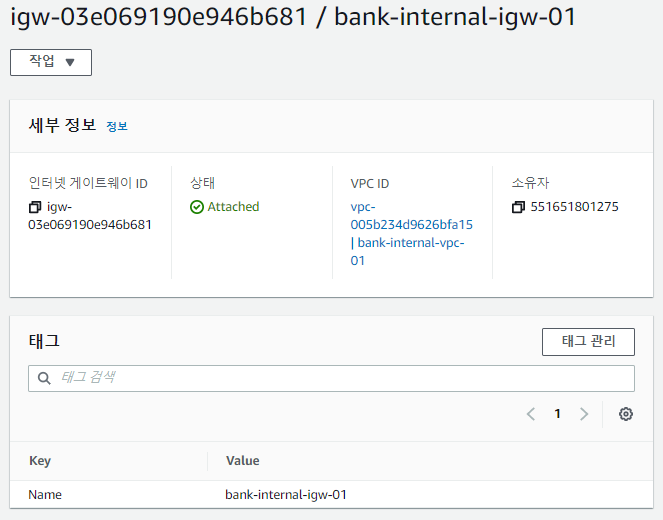 igw-03e069190e946b681 / bank-internal-igw-01
작업 ▼
세부 정보 정보
인터넷 게이트웨이 ID
igw-
03e069190e946b681
상태
Attached
VPC ID
vpc-
005b234d9626bfa15
| bank-internal-vpc-
01
소유자
551651801275
태그
태그 관리
태그 검색
1
Key Value
Name bank-internal-igw-01